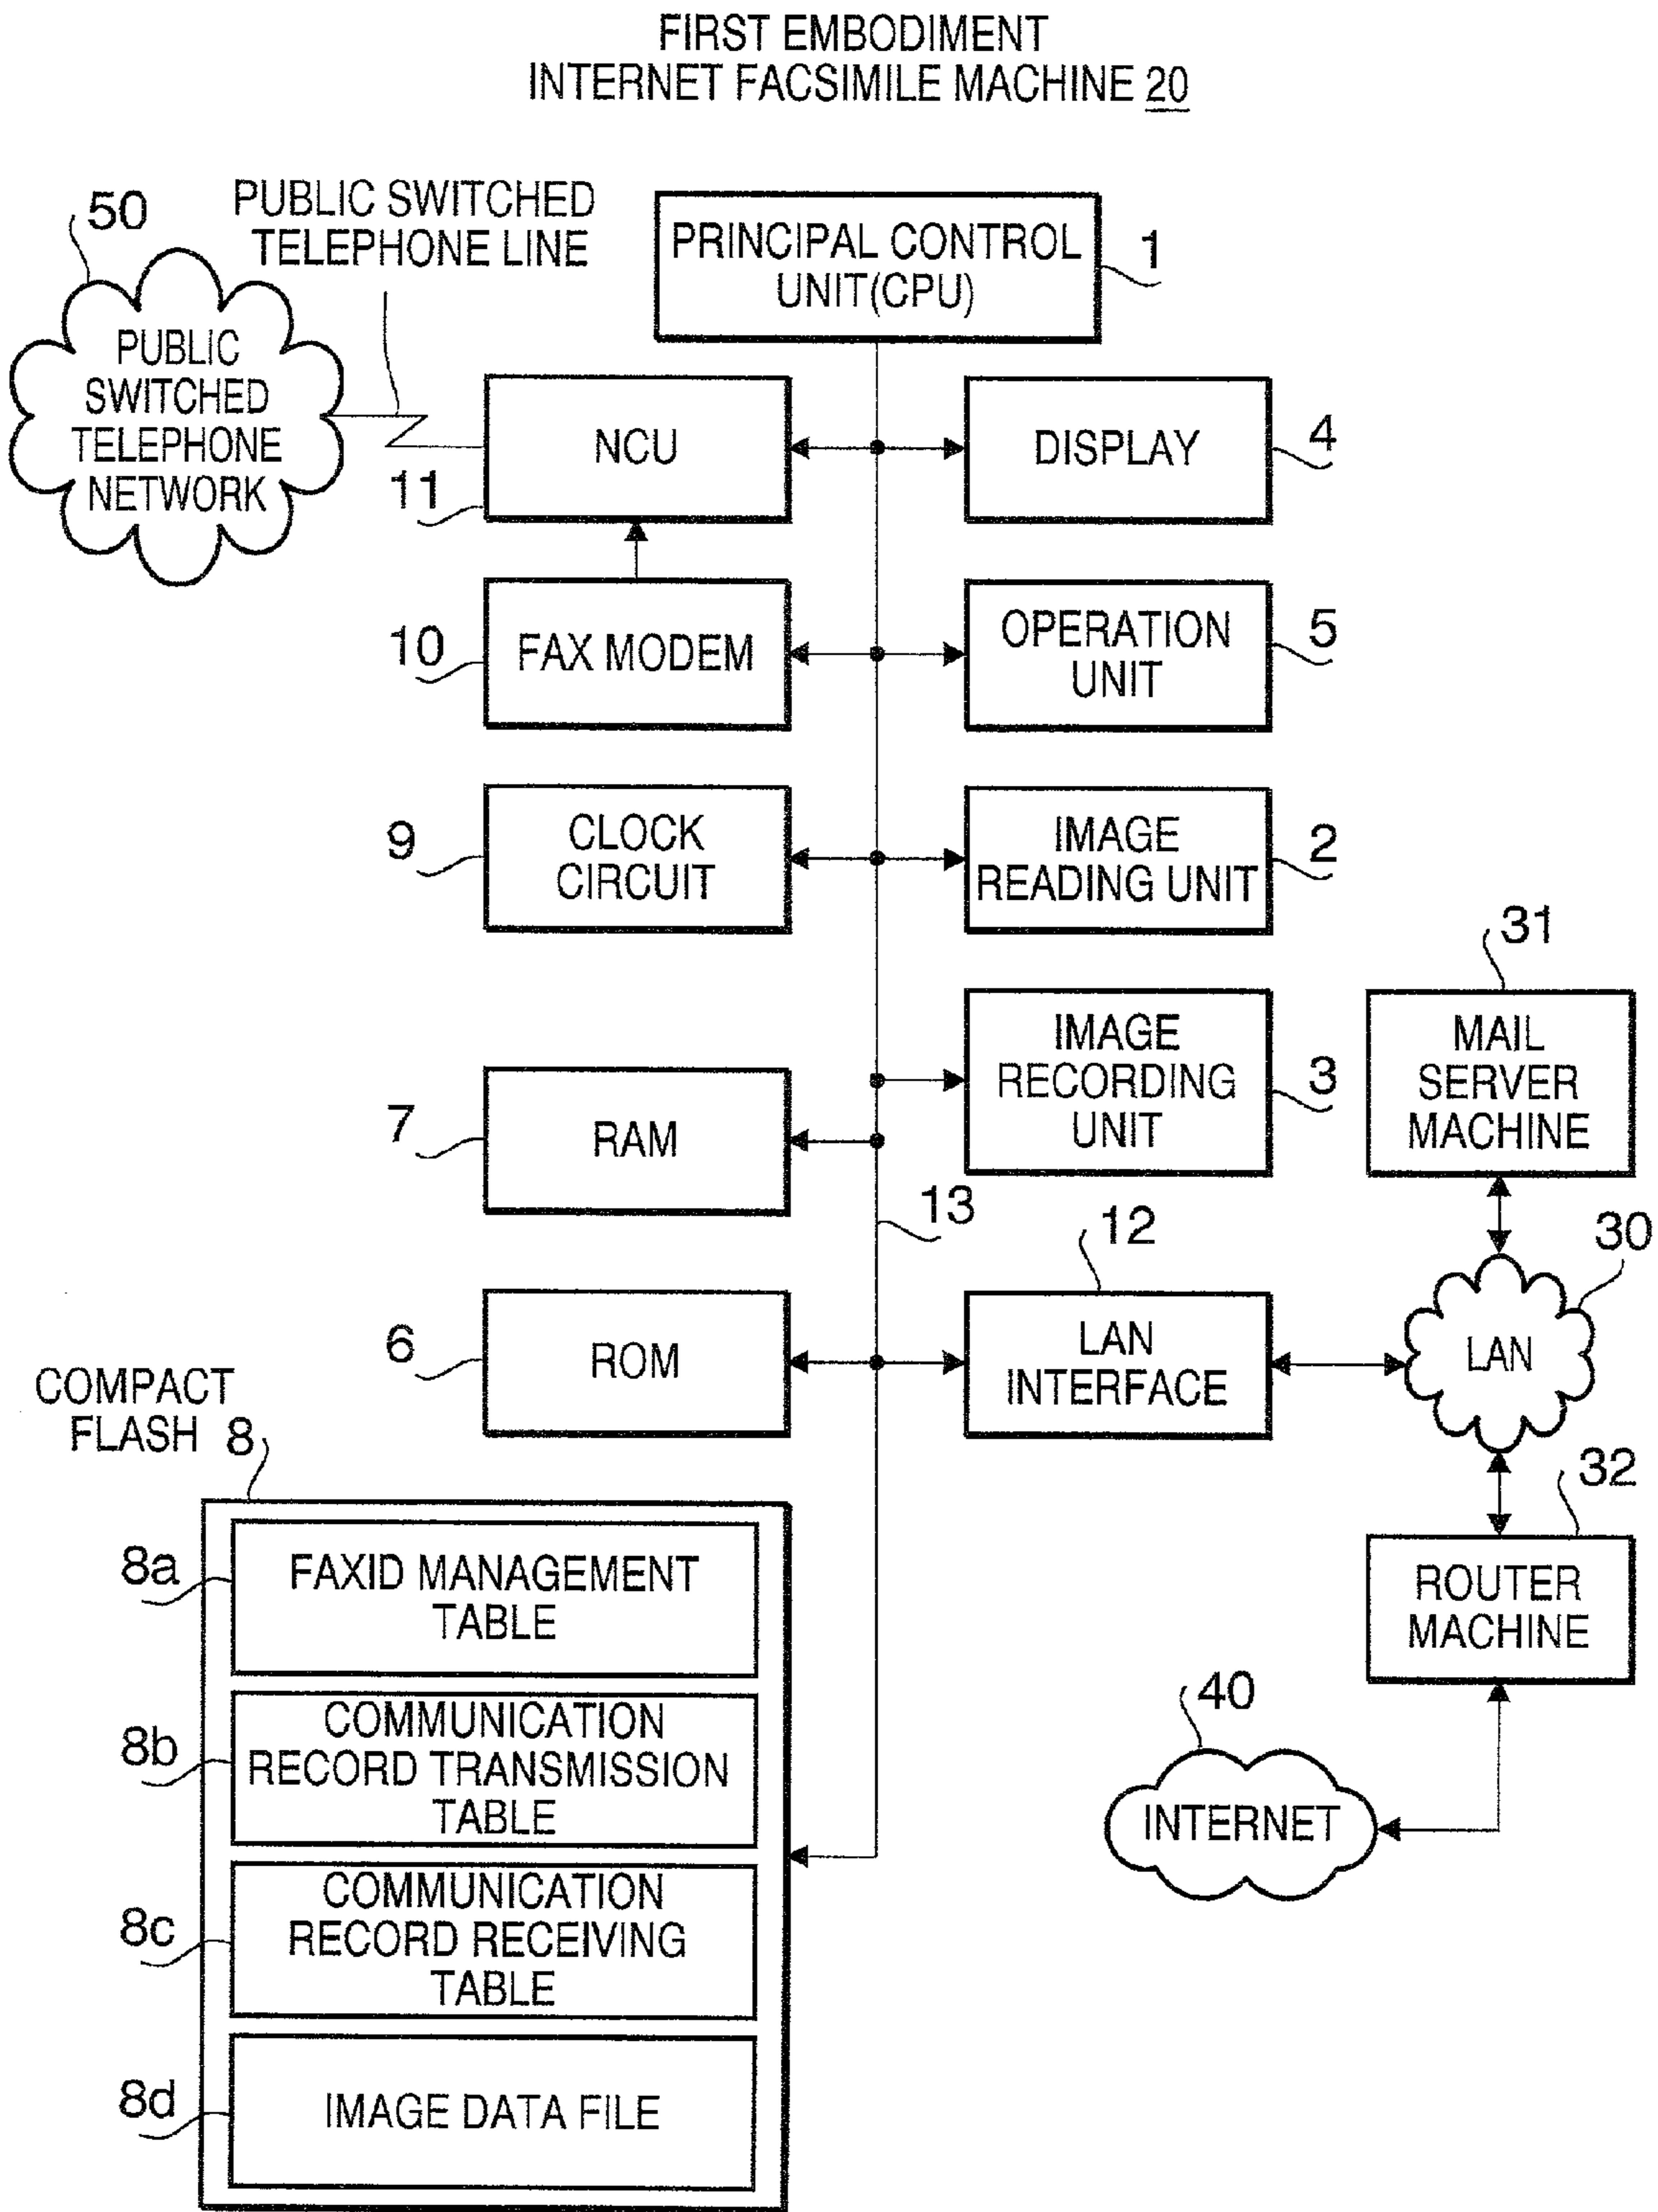 FIRST EMBODIMENT
INTERNET FACSIMILE MACHINE 20
50
PUBLIC SWITCHED
TELEPHONE LINE
PUBLIC
SWITCHED
TELEPHONE
NETWORK
PRINCIPAL CONTROL
UNIT(CPU)
1
NCU
11
DISPLAY
4
FAX MODEM
10
OPERATION
UNIT
5
CLOCK
CIRCUIT
9
IMAGE
READING UNIT
2
IMAGE
RECORDING
UNIT
3
31
MAIL
SERVER
MACHINE
RAM
7
13
12
30
ROM
6
LAN
INTERFACE
LAN
COMPACT
FLASH 8
32
ROUTER
MACHINE
40
INTERNET
8a
FAXID MANAGEMENT
TABLE
8b
COMMUNICATION
RECORD TRANSMISSION
TABLE
8c
COMMUNICATION
RECORD RECEIVING
TABLE
8d
IMAGE DATA FILE